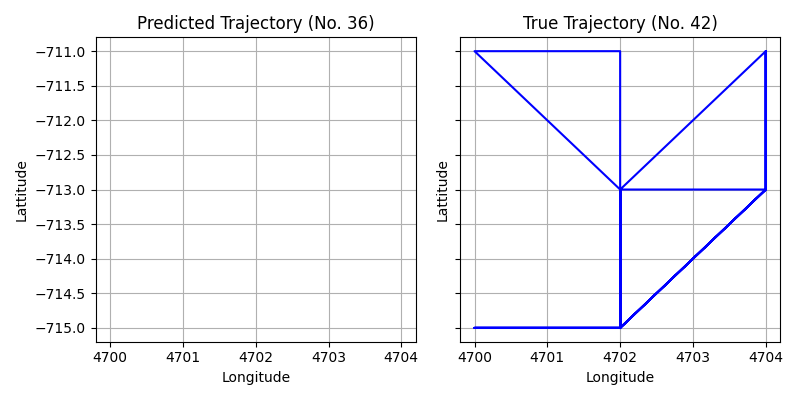 Predicted Trajectory (No. 36)
Lattitude
−711.0
−711.5
−712.0
−712.5
−713.0
−713.5
−714.0
−714.5
−715.0
4700 4701 4702 4703 4704
Longitude
True Trajectory (No. 42)
Lattitude
4700 4701 4702 4703 4704
Longitude